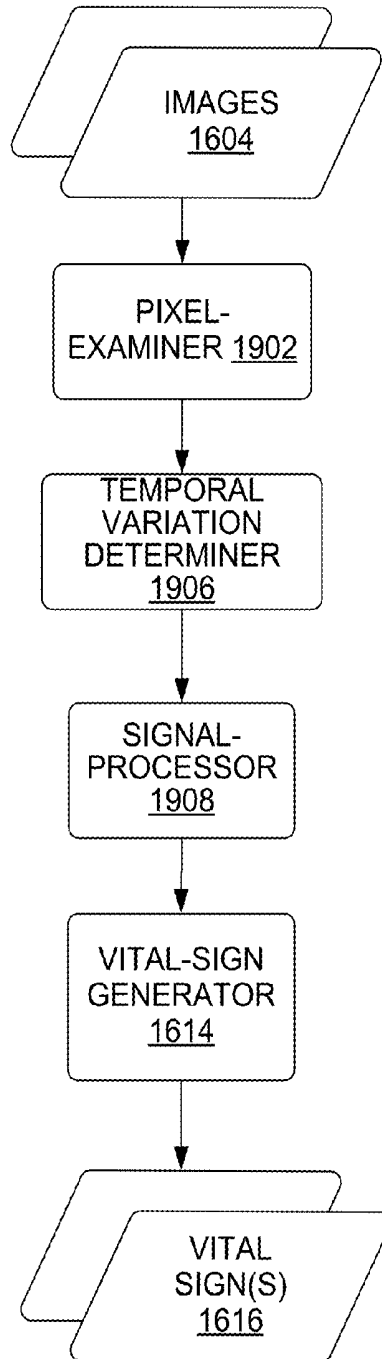 IMAGES
1604
PIXEL-
EXAMINER 1902
TEMPORAL
VARIATION
DETERMINER
1906
SIGNAL-
PROCESSOR
1908
VITAL-SIGN
GENERATOR
1614
VITAL
SIGN(S)
1616